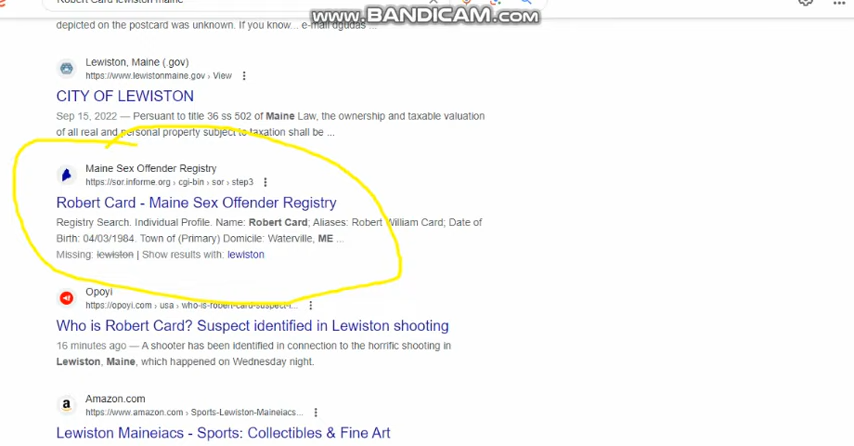 Robert Card lewiston maine
www.BANDICAM.com
depicted on the postcard was unknown. If you know... e-mail dgudas ...
Lewiston, Maine (.gov)
https://www.lewistonmaine.gov › View
CITY OF LEWISTON
Sep 15, 2022 — Persuant to title 36 ss 502 of Maine Law, the ownership and taxable valuation
of all real and personal property subject to taxation shall be ...
Maine Sex Offender Registry
https://sor.informe.org › cgi-bin › sor › step3
Robert Card - Maine Sex Offender Registry
Registry Search. Individual Profile. Name: Robert Card; Aliases: Robert William Card; Date of
Birth: 04/03/1984. Town of (Primary) Domicile: Waterville, ME ...
Missing: lewiston | Show results with: lewiston
Opoyi
https://opoyi.com › usa › who-is-robert-card-suspect-i...
Who is Robert Card? Suspect identified in Lewiston shooting
16 minutes ago — A shooter has been identified in connection to the horrific shooting in
Lewiston, Maine, which happened on Wednesday night.
Amazon.com
https://www.amazon.com › Sports-Lewiston-Maineiacs...
Lewiston Maineiacs - Sports: Collectibles & Fine Art